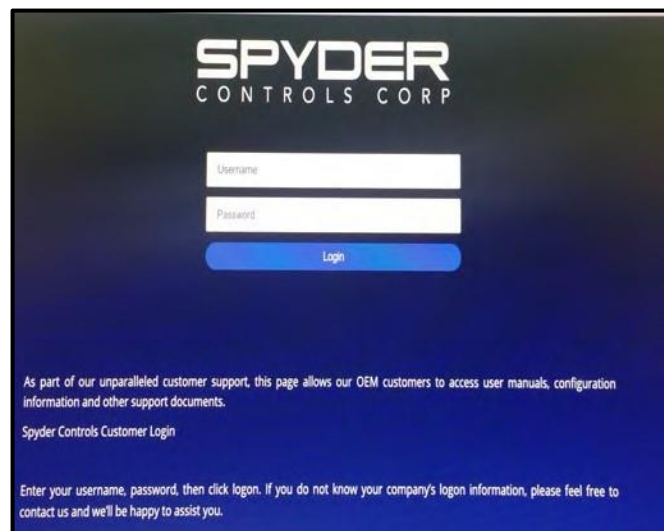 SPYDER
CONTROLS CORP
Username
Password
Login
As part of our unparalleled customer support, this page allows our OEM customers to access user manuals, configuration
information and other support documents.
Spyder Controls Customer Login
Enter your username, password, then click logon. If you do not know your company's logon information, please feel free to
contact us and we'll be happy to assist you.